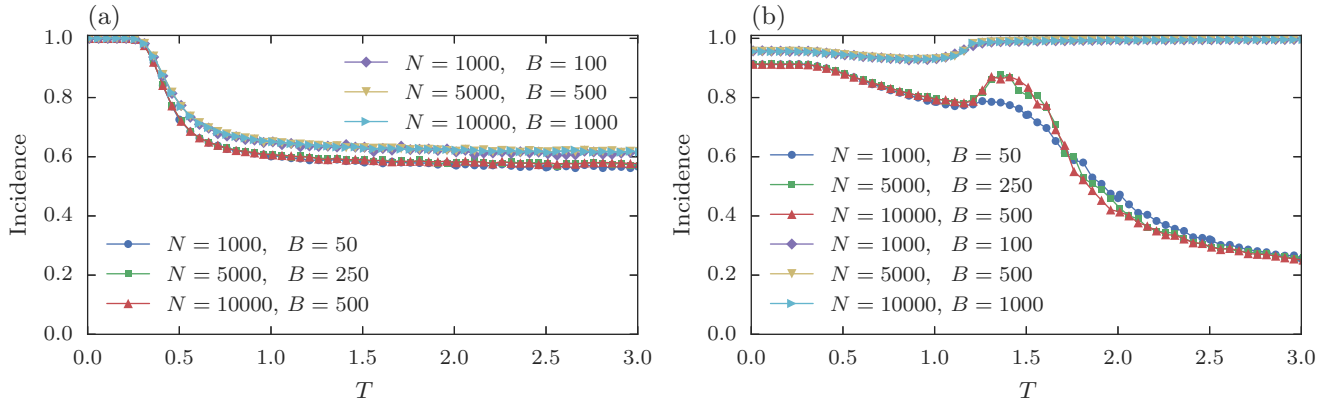 (a)
1.0
0.8
0.6
0.4
0.2
0.0
Incidence
N = 1000, B = 100
N = 5000, B = 500
N = 10000, B = 1000
N = 1000, B = 50
N = 5000, B = 250
N = 10000, B = 500
0.0 0.5 1.0 1.5 2.0 2.5 3.0
T
(b)
1.0
0.8
0.6
0.4
0.2
0.0
Incidence
N = 1000, B = 50
N = 5000, B = 250
N = 10000, B = 500
N = 1000, B = 100
N = 5000, B = 500
N = 10000, B = 1000
0.0 0.5 1.0 1.5 2.0 2.5 3.0
T